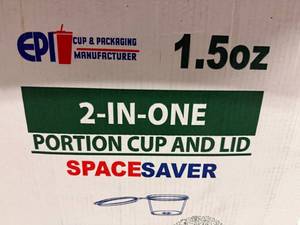 EPI CUP & PACKAGING
MANUFACTURER
1.5oz
2-IN-ONE
PORTION CUP AND LID
SPACESAVER